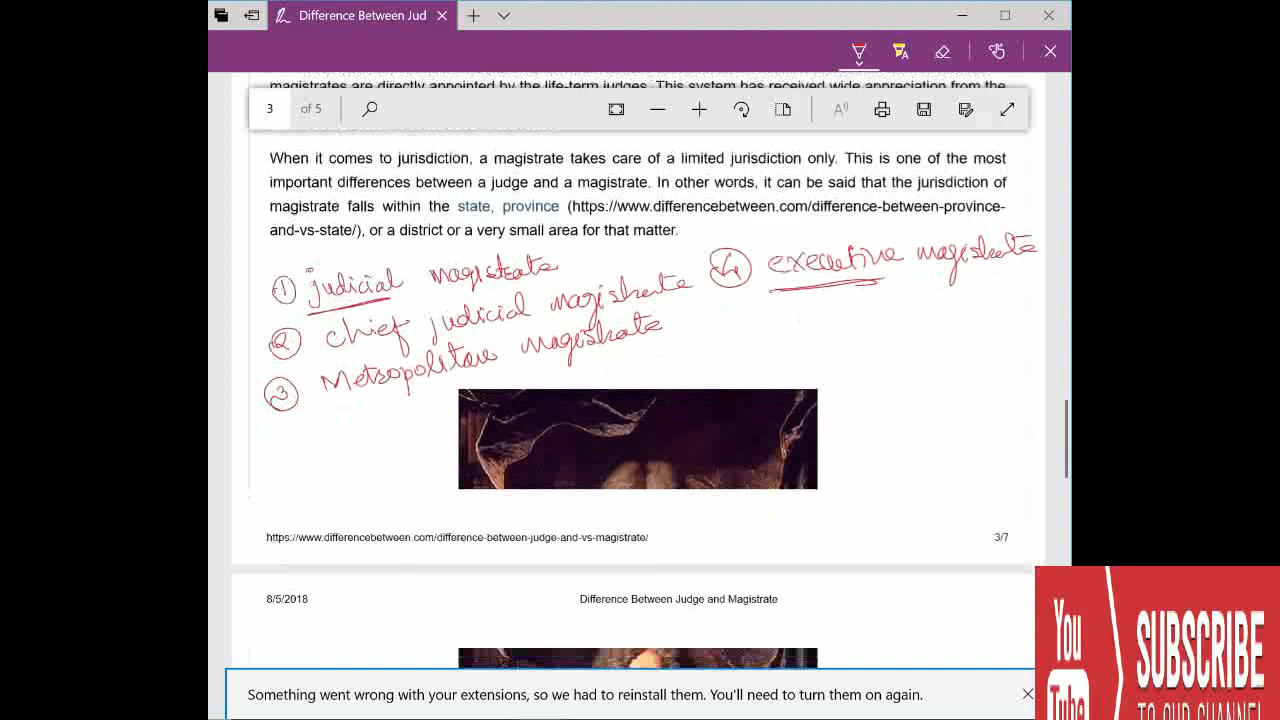 Difference Between Jud
magistrates are directly appointed by the life-term judges. This system has received wide appreciation from the
3 of 5
When it comes to jurisdiction, a magistrate takes care of a limited jurisdiction only. This is one of the most
important differences between a judge and a magistrate. In other words, it can be said that the jurisdiction of
magistrate falls within the state, province (https://www.differencebetween.com/difference-between-province-
and-vs-state/), or a district or a very small area for that matter.
① judicial magistrate
② Chief judicial magistrate
③ Metropolitan magistrate
④ executive magistrate
https://www.differencebetween.com/difference-between-judge-and-vs-magistrate/
3/7
8/5/2018
Difference Between Judge and Magistrate
Something went wrong with your extensions, so we had to reinstall them. You'll need to turn them on again.
You
Tube
SUBSCRIBE
TO OUR CHANNEL